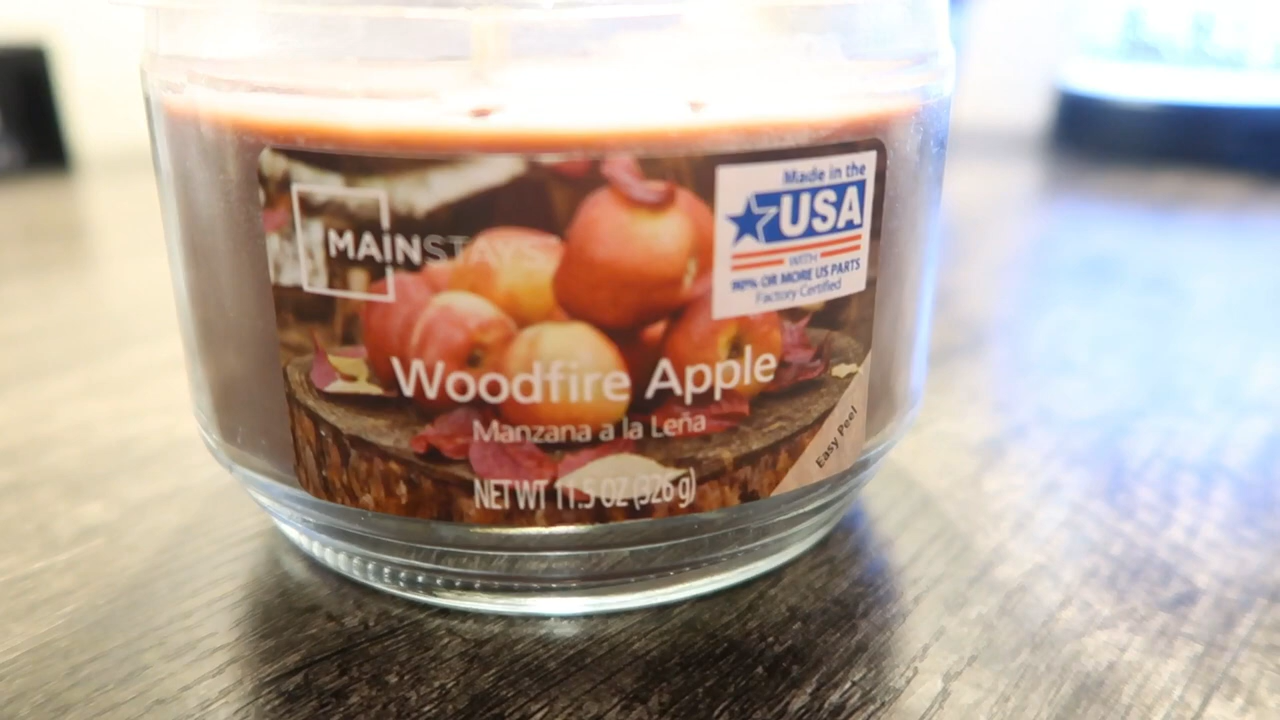 MAINSTAYS
Made in the
USA
WITH
90% OR MORE US PARTS
Factory Certified
Woodfire Apple
Manzana a la Leña
Easy Peel
NET WT 11.5 OZ (326 g)